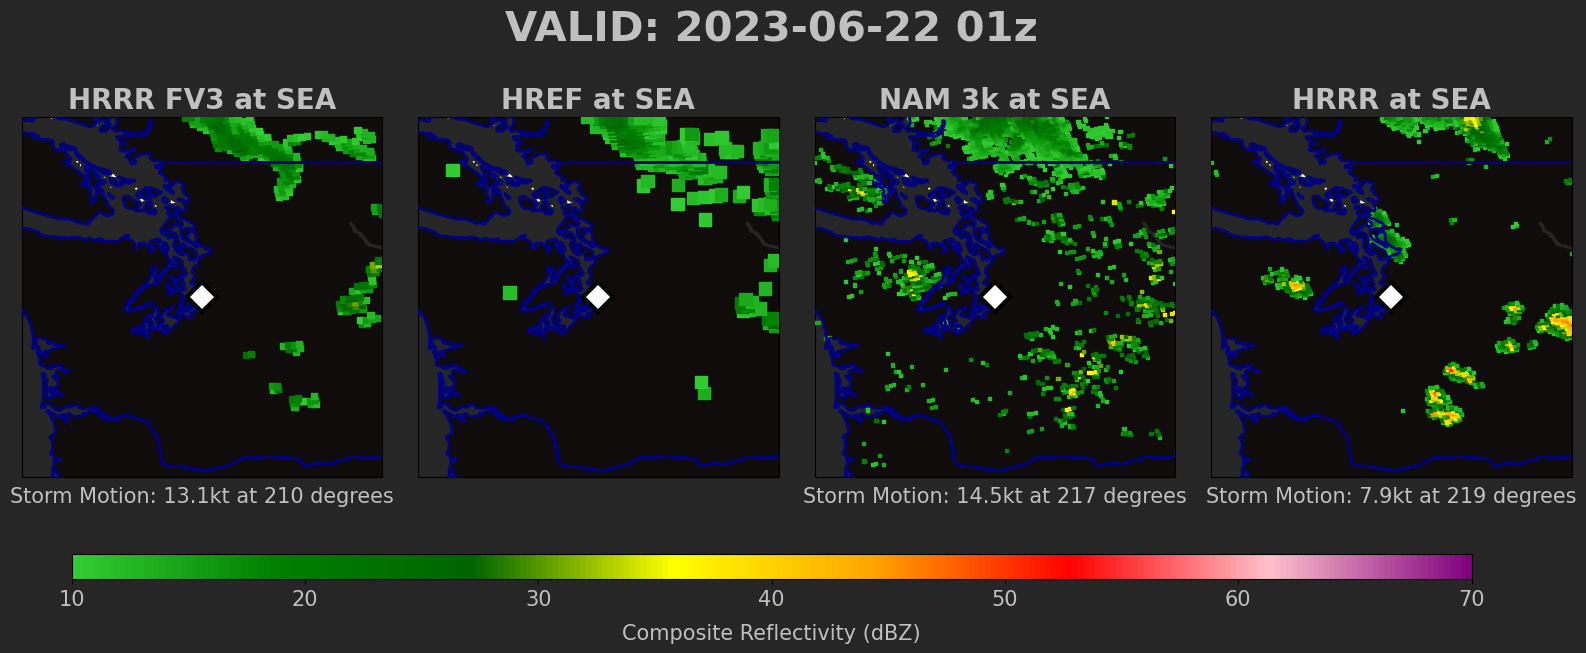 VALID: 2023-06-22 01z
HRRR FV3 at SEA
HREF at SEA
NAM 3k at SEA
HRRR at SEA
Storm Motion: 13.1kt at 210 degrees
Storm Motion: 14.5kt at 217 degrees
Storm Motion: 7.9kt at 219 degrees
10 20 30 40 50 60 70
Composite Reflectivity (dBZ)